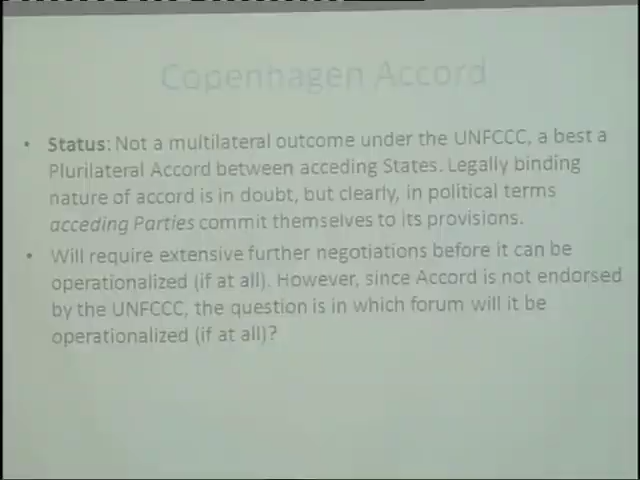 Copenhagen Accord
• Status: Not a multilateral outcome under the UNFCCC, a best a
Plurilateral Accord between acceding States. Legally binding
nature of accord is in doubt, but clearly, in political terms
acceding Parties commit themselves to its provisions.
• Will require extensive further negotiations before it can be
operationalized (if at all). However, since Accord is not endorsed
by the UNFCCC, the question is in which forum will it be
operationalized (if at all)?